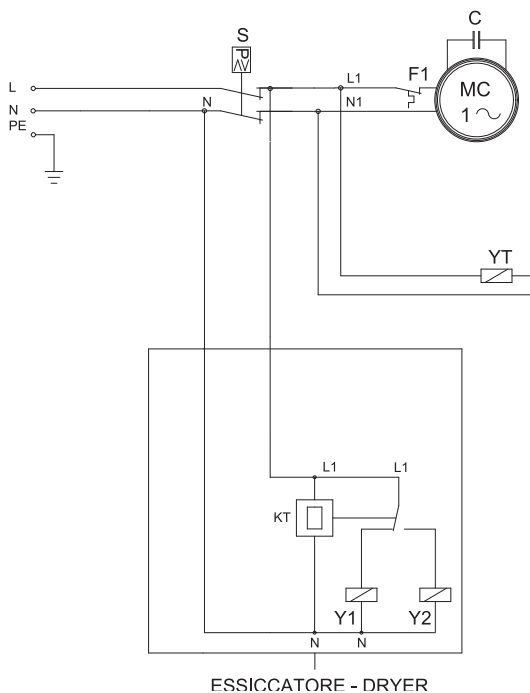 C
S
P
L1
F1
L
MC
N
N
N1
1
PE
YT
L1
L1
KT
Y1
Y2
N
N
ESSICCATORE - DRYER